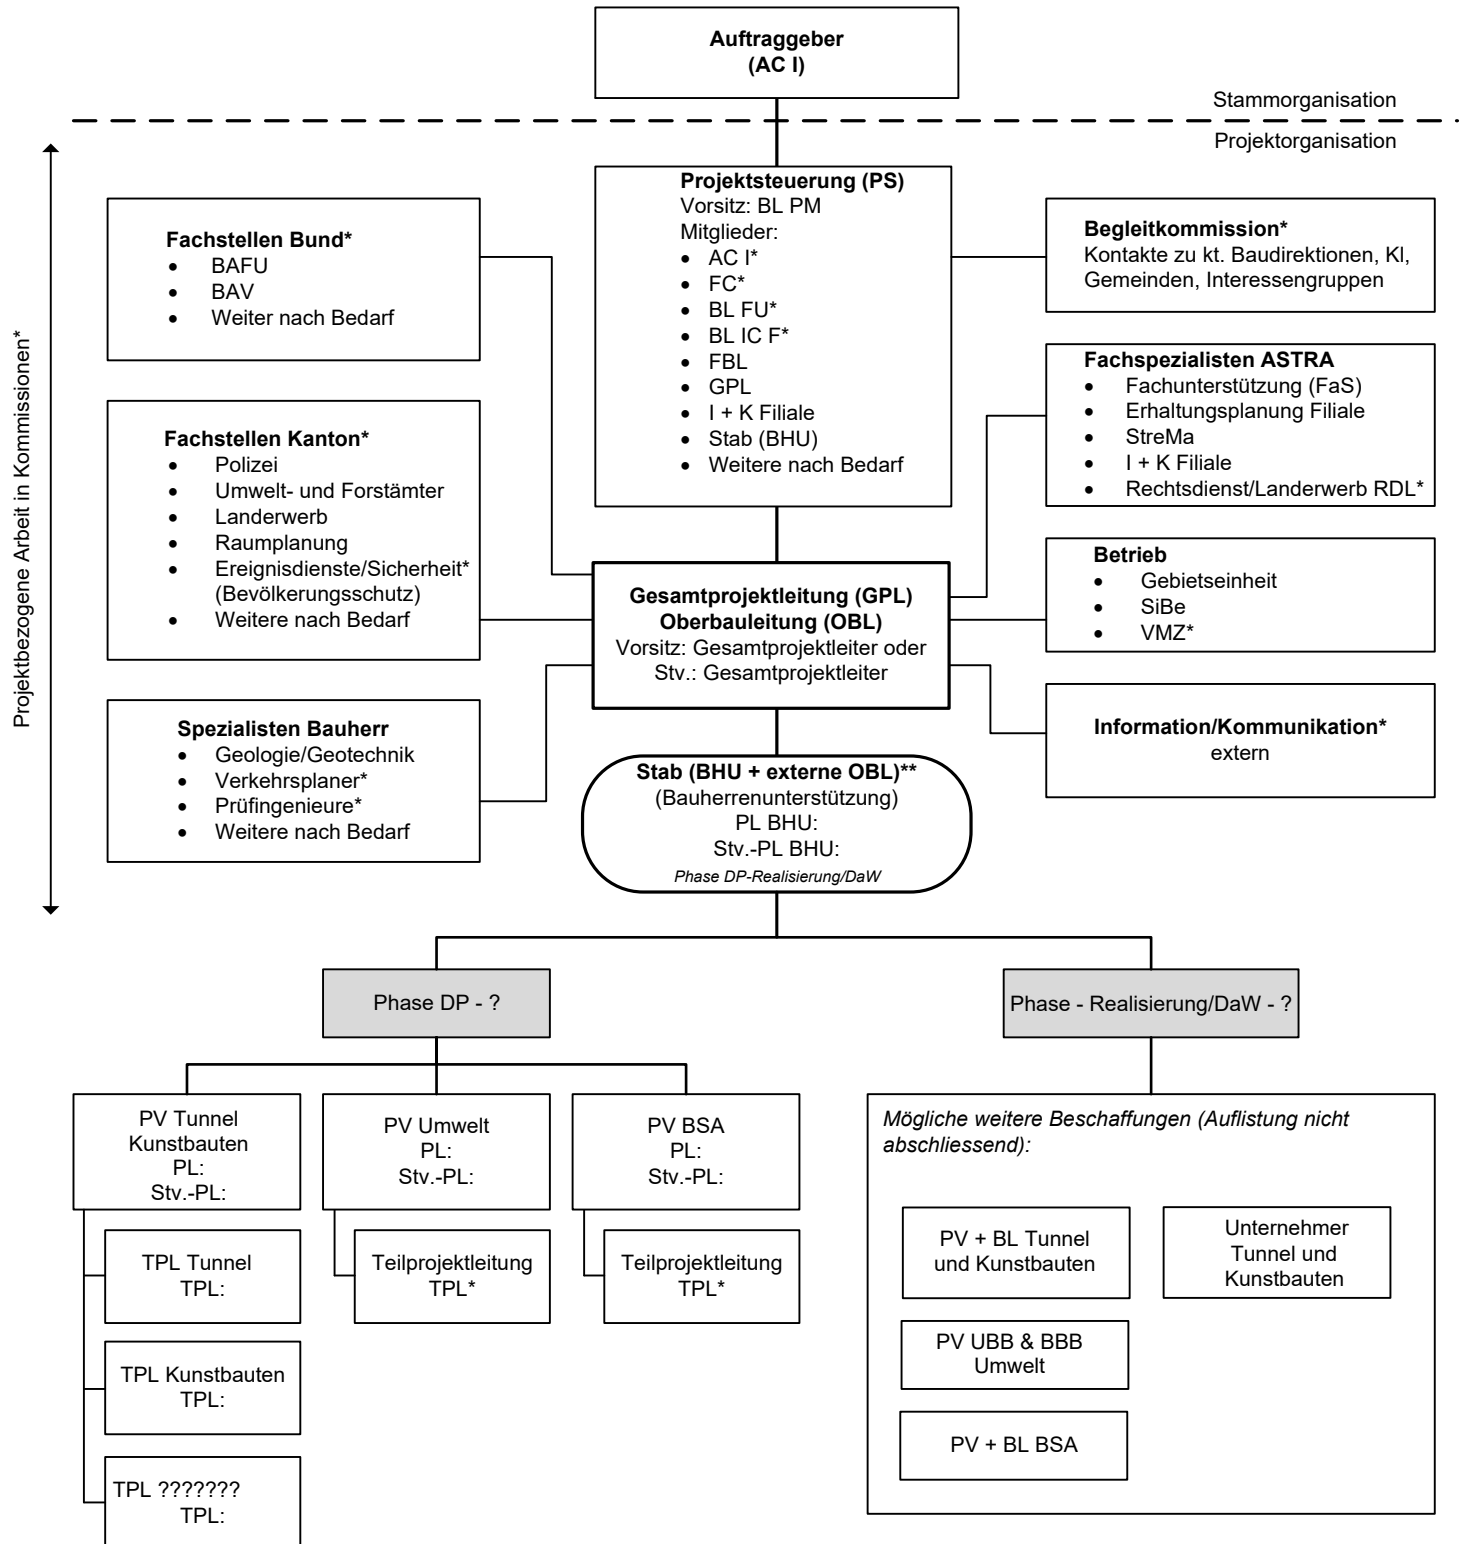 Auftraggeber
(AC I)
Stammorganisation
Projektorganisation
Projektbezogene Arbeit in Kommissionen*
Projektsteuerung (PS)
Vorsitz: BL PM
Mitglieder:
• AC I*
• FC*
• BL FU*
• BL IC F*
• FBL
• GPL
• I + K Filiale
• Stab (BHU)
• Weitere nach Bedarf
Fachstellen Bund*
• BAFU
• BAV
• Weiter nach Bedarf
Fachstellen Kanton*
• Polizei
• Umwelt- und Forstämter
• Landerwerb
• Raumplanung
• Ereignisdienste/Sicherheit*
(Bevölkerungsschutz)
• Weitere nach Bedarf
Spezialisten Bauherr
• Geologie/Geotechnik
• Verkehrsplaner*
• Prüfingenieure*
• Weitere nach Bedarf
Begleitkommission*
Kontakte zu kt. Baudirektionen, KI,
Gemeinden, Interessengruppen
Fachspezialisten ASTRA
• Fachunterstützung (FaS)
• Erhaltungsplanung Filiale
• StreMa
• I + K Filiale
• Rechtsdienst/Landerwerb RDL*
Betrieb
• Gebietseinheit
• SiBe
• VMZ*
Information/Kommunikation*
extern
Gesamtprojektleitung (GPL)
Oberbauleitung (OBL)
Vorsitz: Gesamtprojektleiter oder
Stv.: Gesamtprojektleiter
Stab (BHU + externe OBL)**
(Bauherrenunterstützung)
PL BHU:
Stv.-PL BHU:
Phase DP-Realisierung/DaW
Phase DP - ?
Phase - Realisierung/DaW - ?
PV Tunnel
Kunstbauten
PL:
Stv.-PL:
TPL Tunnel
TPL:
TPL Kunstbauten
TPL:
TPL ???????
TPL:
PV Umwelt
PL:
Stv.-PL:
Teilprojektleitung
TPL*
PV BSA
PL:
Stv.-PL:
Teilprojektleitung
TPL*
Mögliche weitere Beschaffungen (Auflistung nicht
abschliessend):
PV + BL Tunnel
und Kunstbauten
Unternehmer
Tunnel und
Kunstbauten
PV UBB & BBB
Umwelt
PV + BL BSA